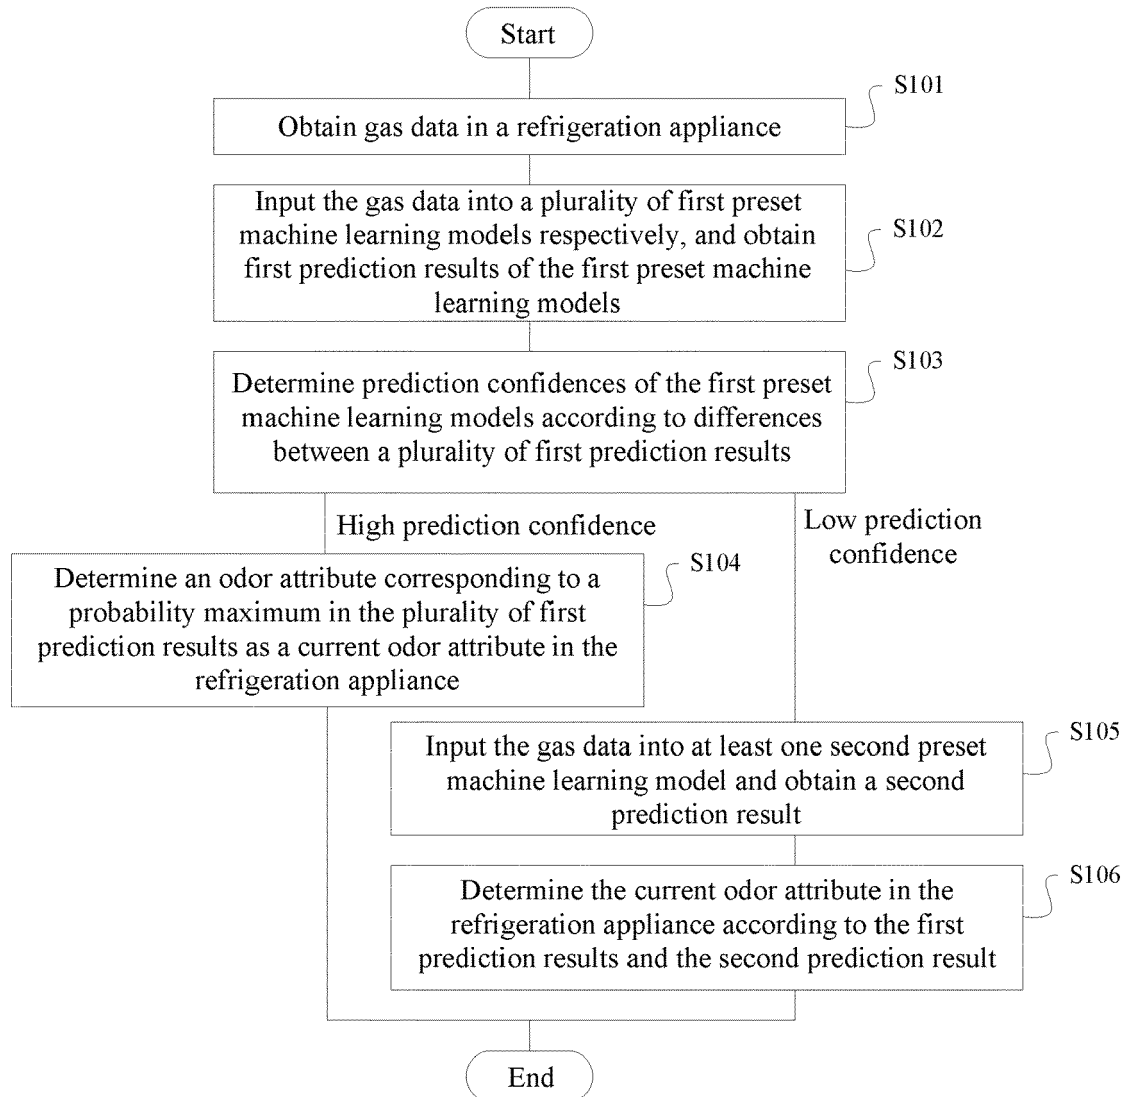 Start
S101
Obtain gas data in a refrigeration appliance
Input the gas data into a plurality of first preset
machine learning models respectively, and obtain
first prediction results of the first preset machine
learning models
S102
Determine prediction confidences of the first preset
machine learning models according to differences
between a plurality of first prediction results
S103
High prediction confidence
Low prediction
confidence
Determine an odor attribute corresponding to a
probability maximum in the plurality of first
prediction results as a current odor attribute in the
refrigeration appliance
S104
Input the gas data into at least one second preset
machine learning model and obtain a second
prediction result
S105
Determine the current odor attribute in the
refrigeration appliance according to the first
prediction results and the second prediction result
S106
End